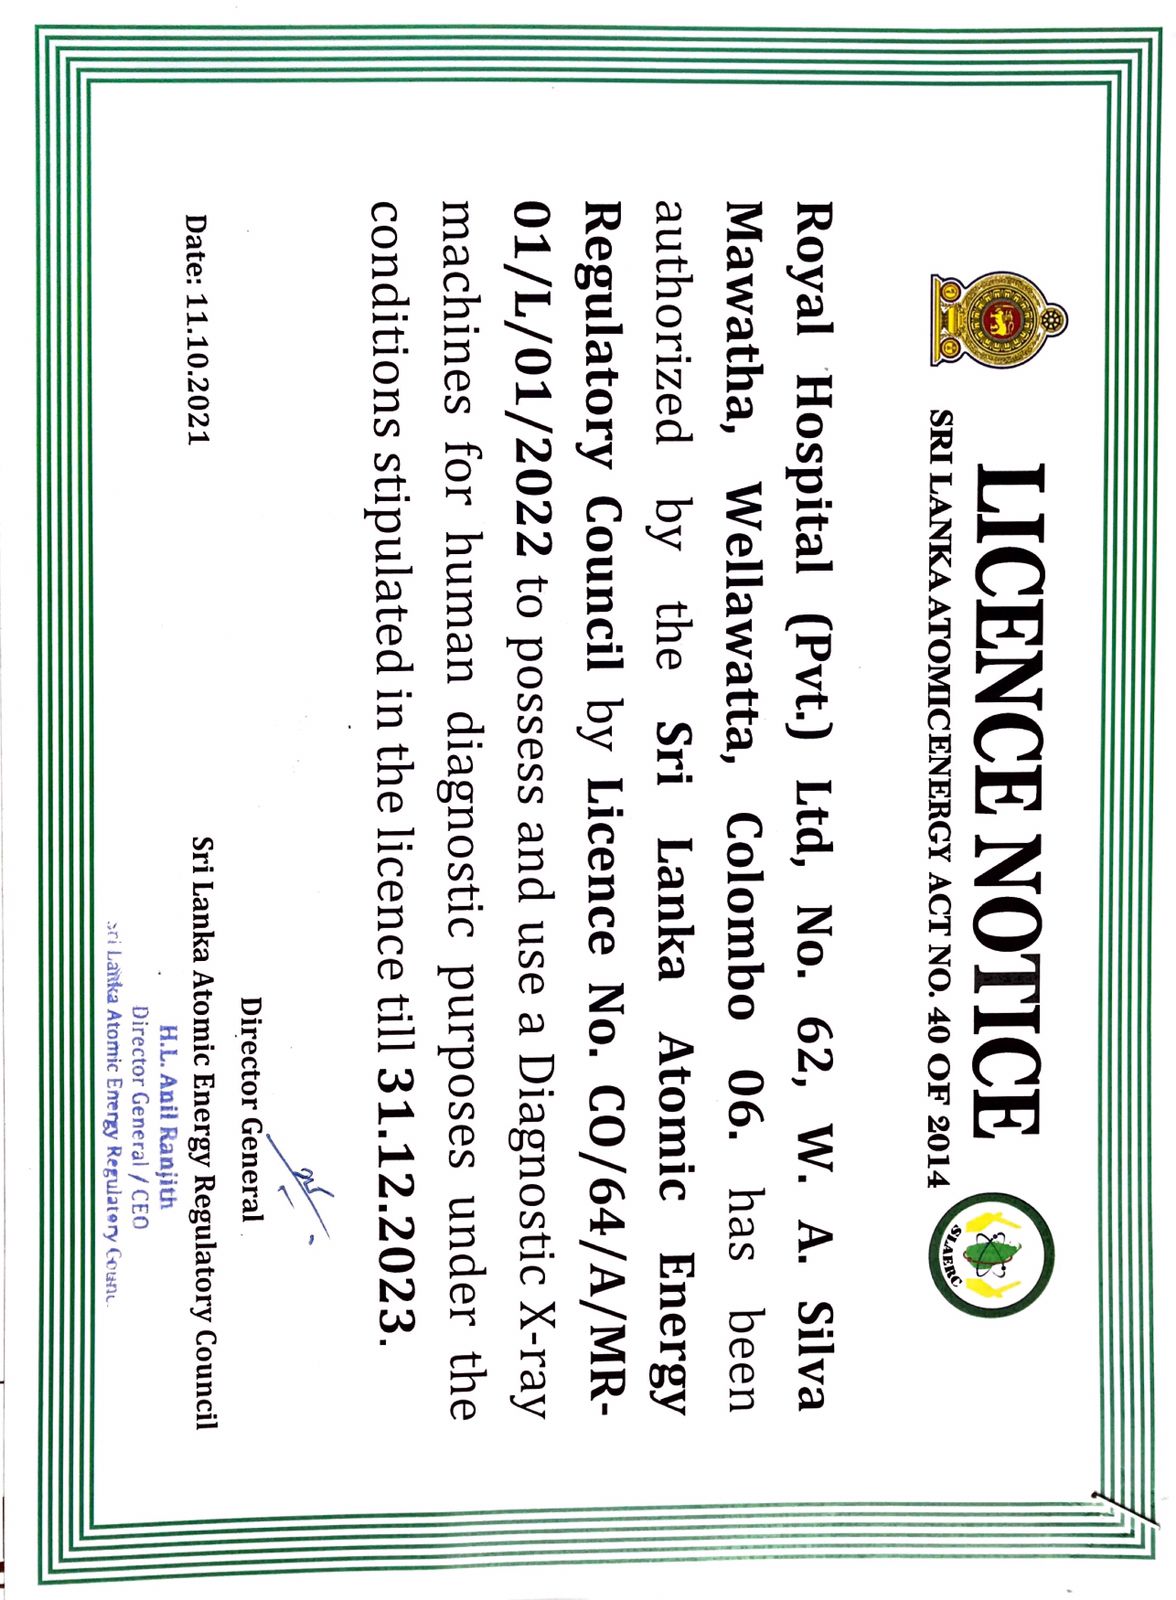 LICENCE NOTICE
SRI LANKA ATOMIC ENERGY ACT NO. 40 OF 2014
SLAERC
Royal Hospital (Pvt.) Ltd, No. 62, W. A. Silva
Mawatha, Wellawatta, Colombo 06. has been
authorized by the Sri Lanka Atomic Energy
Regulatory Council by Licence No. CO/64/A/MR-
01/L/01/2022 to possess and use a Diagnostic X-ray
machines for human diagnostic purposes under the
conditions stipulated in the licence till 31.12.2023.
Director General
Date: 11.10.2021
Sri Lanka Atomic Energy Regulatory Council
H.L. Anil Ranjith
Director General / CEO
Sri Lanka Atomic Energy Regulatory Counc